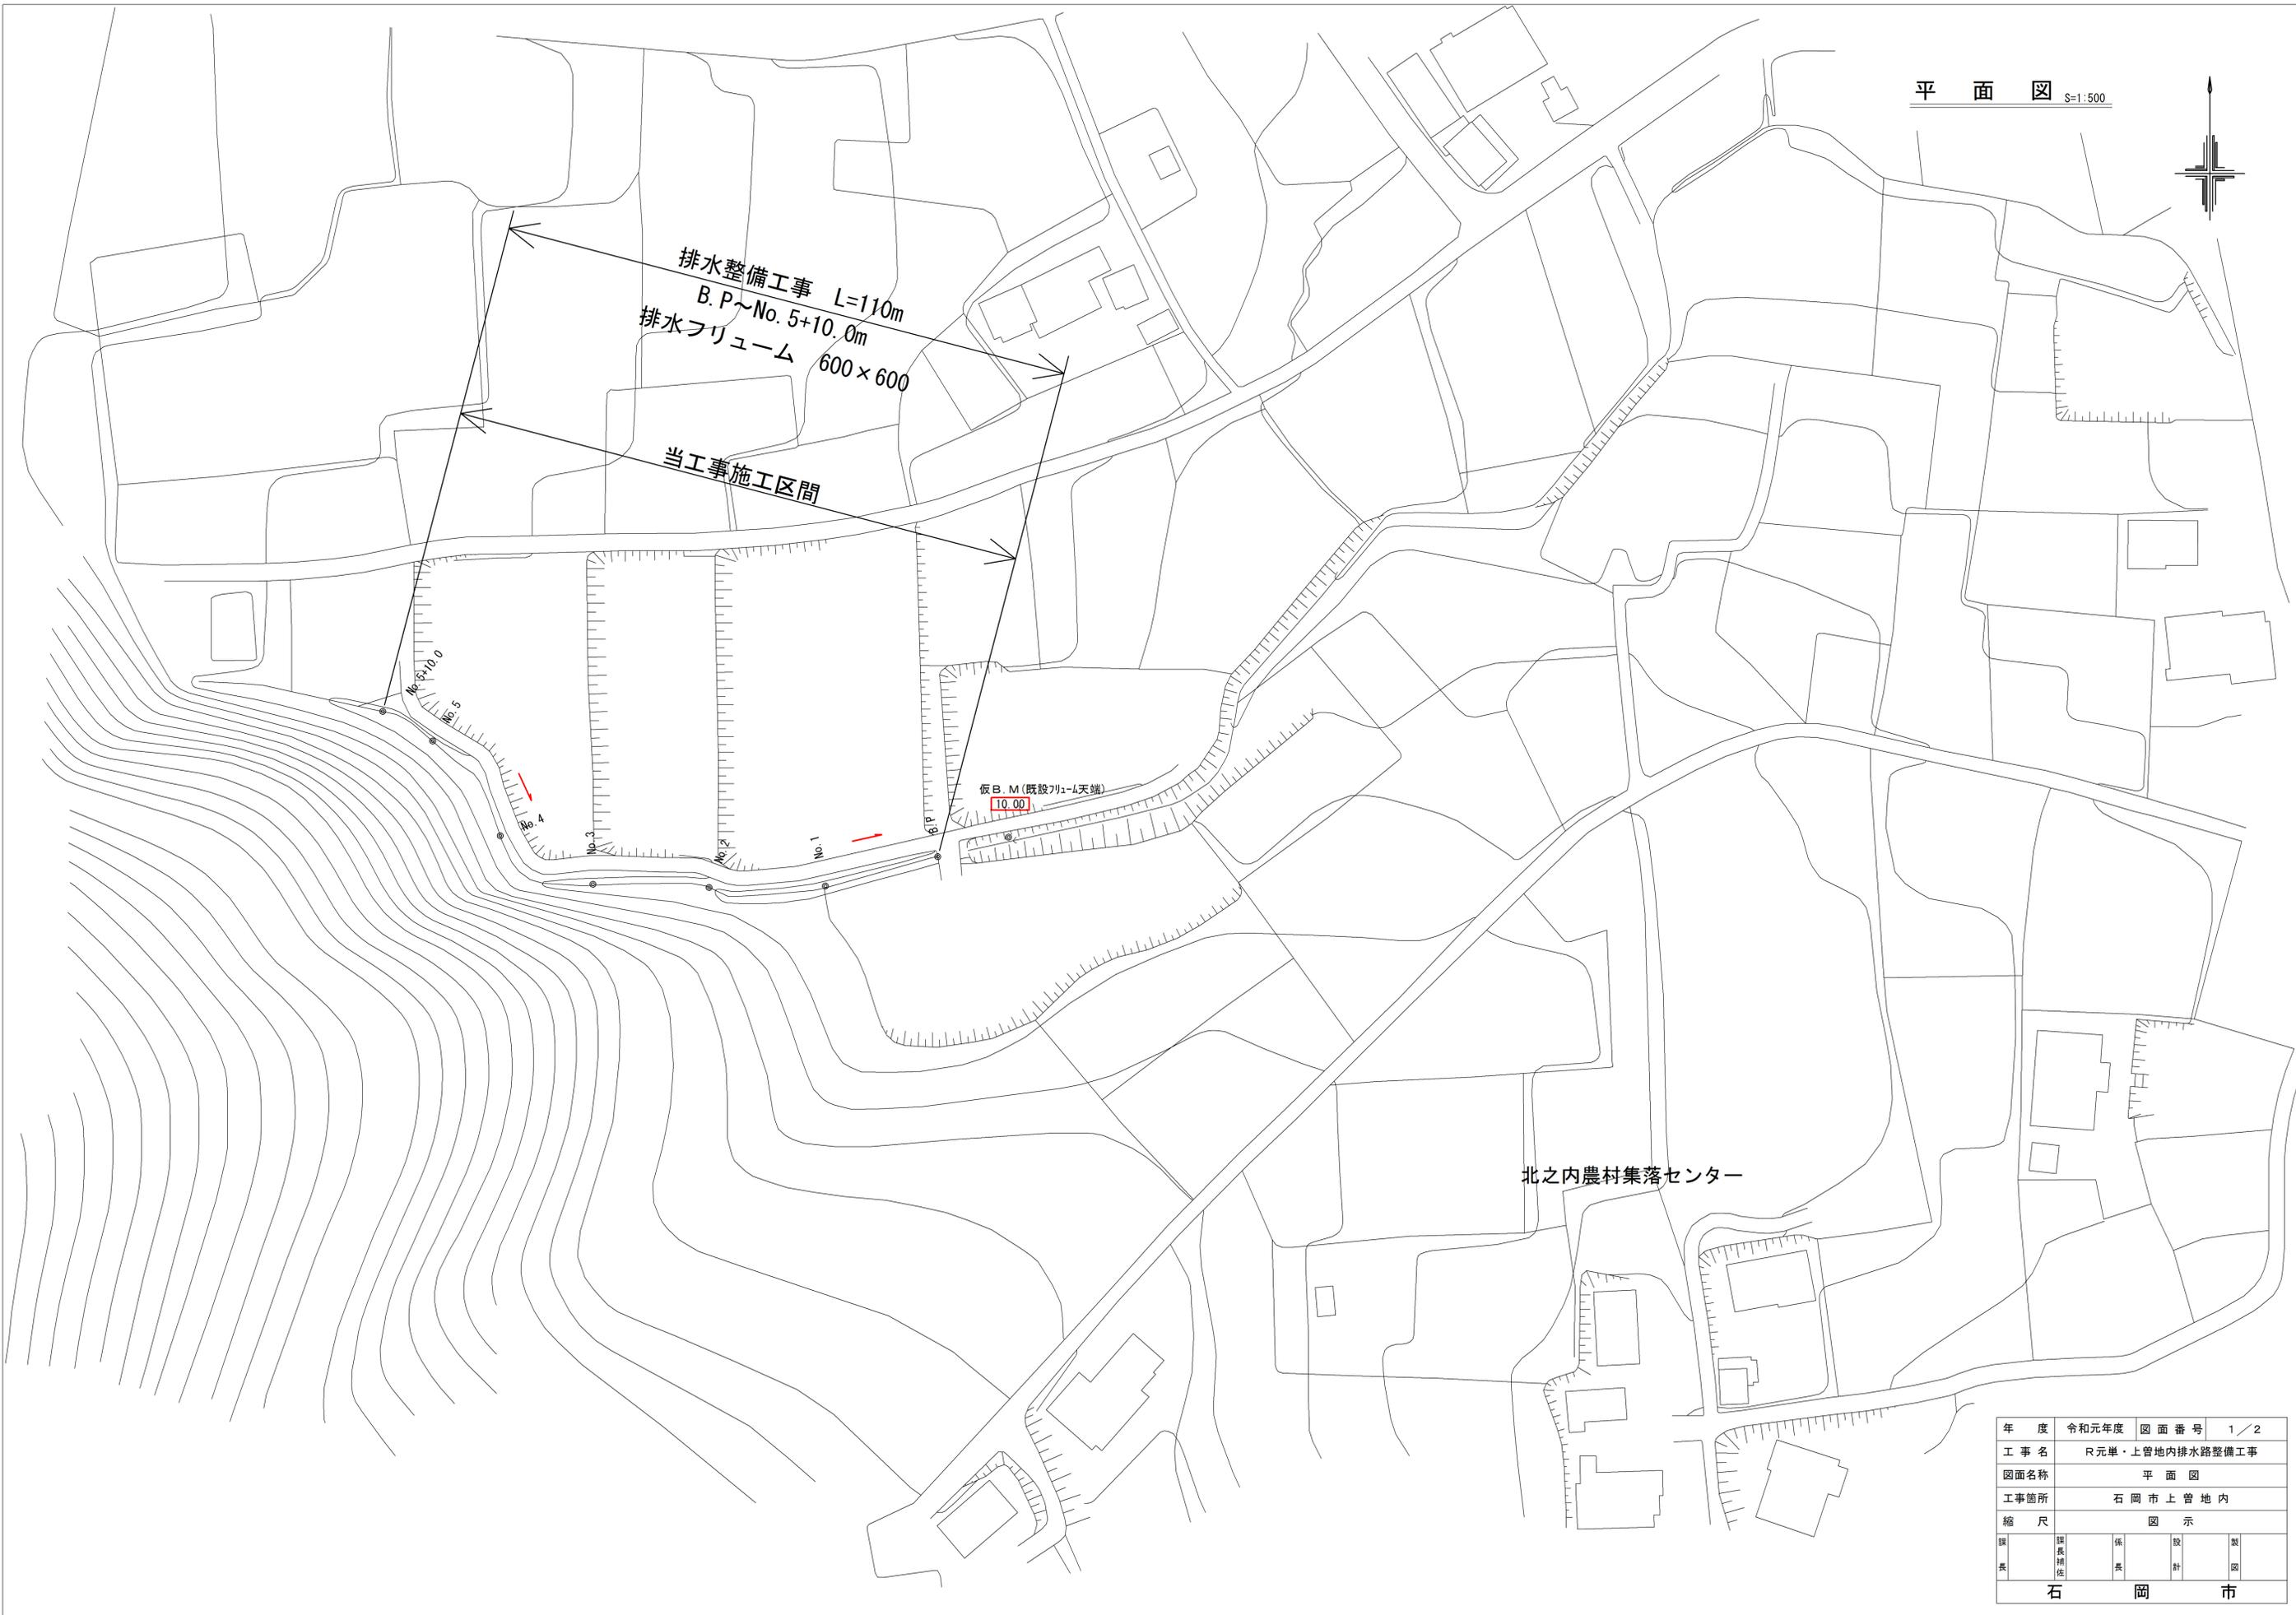 平　面　図 S=1:500
排水整備工事　L=110m
B.P～No.5+10.0m
排水フリューム　600×600
当工事施工区間
No.5+10.0
No.5
No.4
No.3
No.2
No.1
B.P
仮B.M(既設フリューム天端)
10.00
北之内農村集落センター
年　度　令和元年度　図面番号　1／2
工事名　R元単・上曽地内排水路整備工事
図面名称　平　面　図
工事箇所　石岡市上曽地内
縮　尺　図　示
課長　課長補佐　係長　設計　製図
石　岡　市